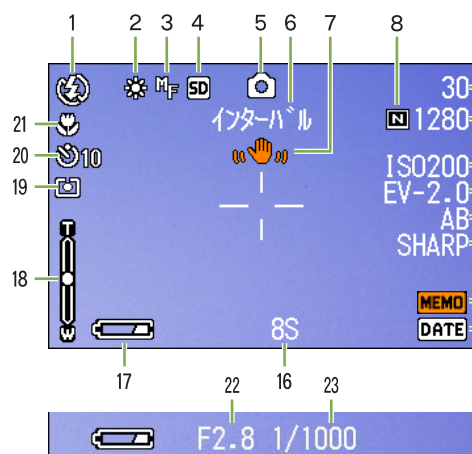 1 2 3 4 5 6 7 8
MF SD 30
21 インターバル N 1280
20 10
19 ISO200
EV-2.0
AB
SHARP
T
18
MEMO
W 8S DATE
17 16
22 23
F2.8 1/1000